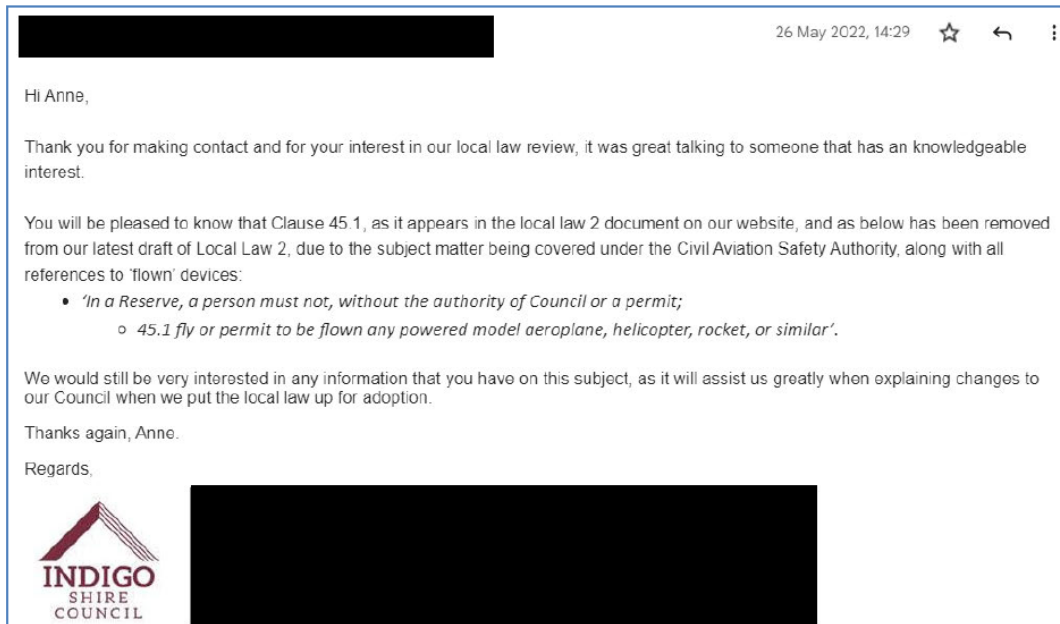 26 May 2022, 14:29
Hi Anne,
Thank you for making contact and for your interest in our local law review, it was great talking to someone that has an knowledgeable
interest.
You will be pleased to know that Clause 45.1, as it appears in the local law 2 document on our website, and as below has been removed
from our latest draft of Local Law 2, due to the subject matter being covered under the Civil Aviation Safety Authority, along with all
references to 'flown' devices:
• 'In a Reserve, a person must not, without the authority of Council or a permit;
○ 45.1 fly or permit to be flown any powered model aeroplane, helicopter, rocket, or similar'.
We would still be very interested in any information that you have on this subject, as it will assist us greatly when explaining changes to
our Council when we put the local law up for adoption.
Thanks again, Anne.
Regards,
INDIGO
SHIRE
COUNCIL